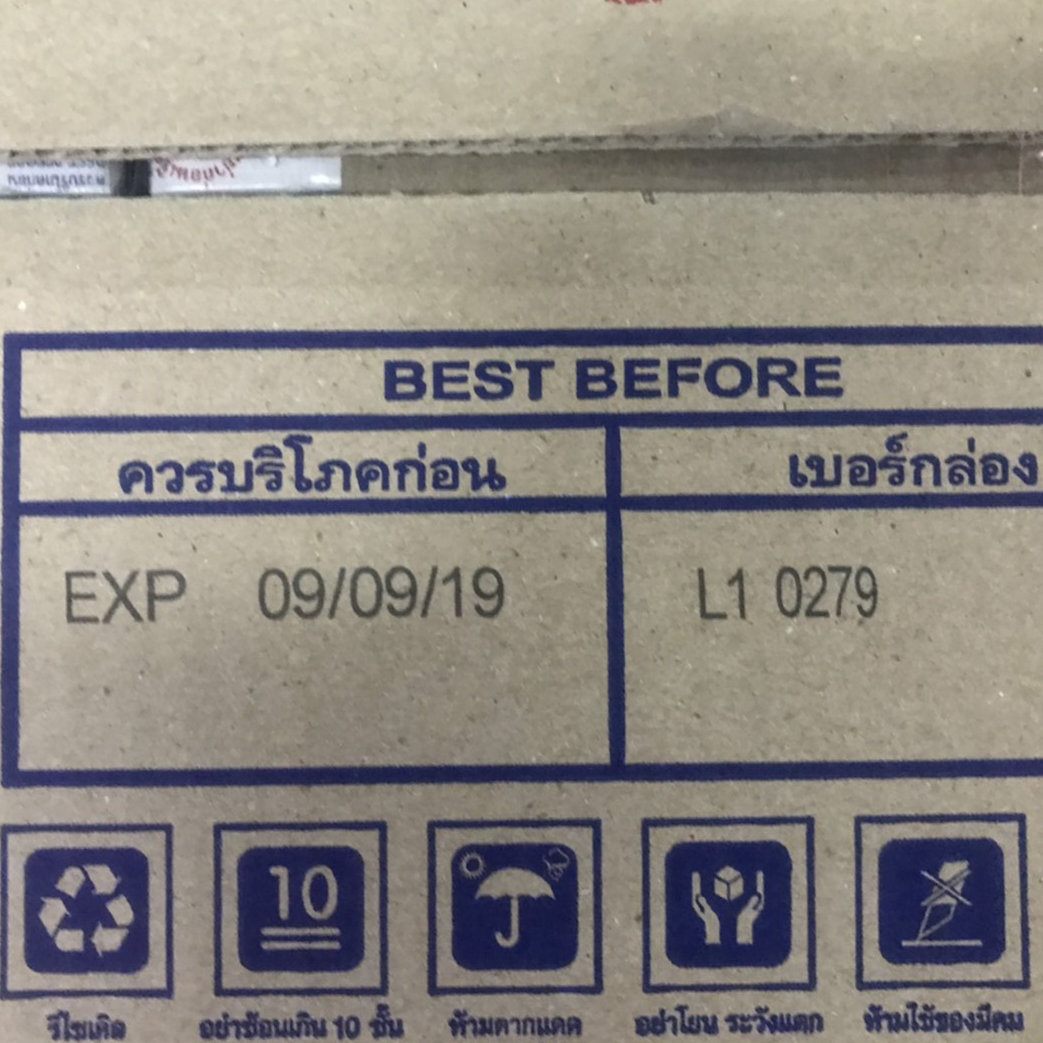 BEST BEFORE
ควรบริโภคก่อน
เบอร์กล่อง
EXP 09/09/19
L1 0279
10
รีไซเคิล
อย่าซ้อนเกิน 10 ชั้น
ห้ามตากแดด
อย่าโยน ระวังแตก
ห้ามใช้ของมีคม